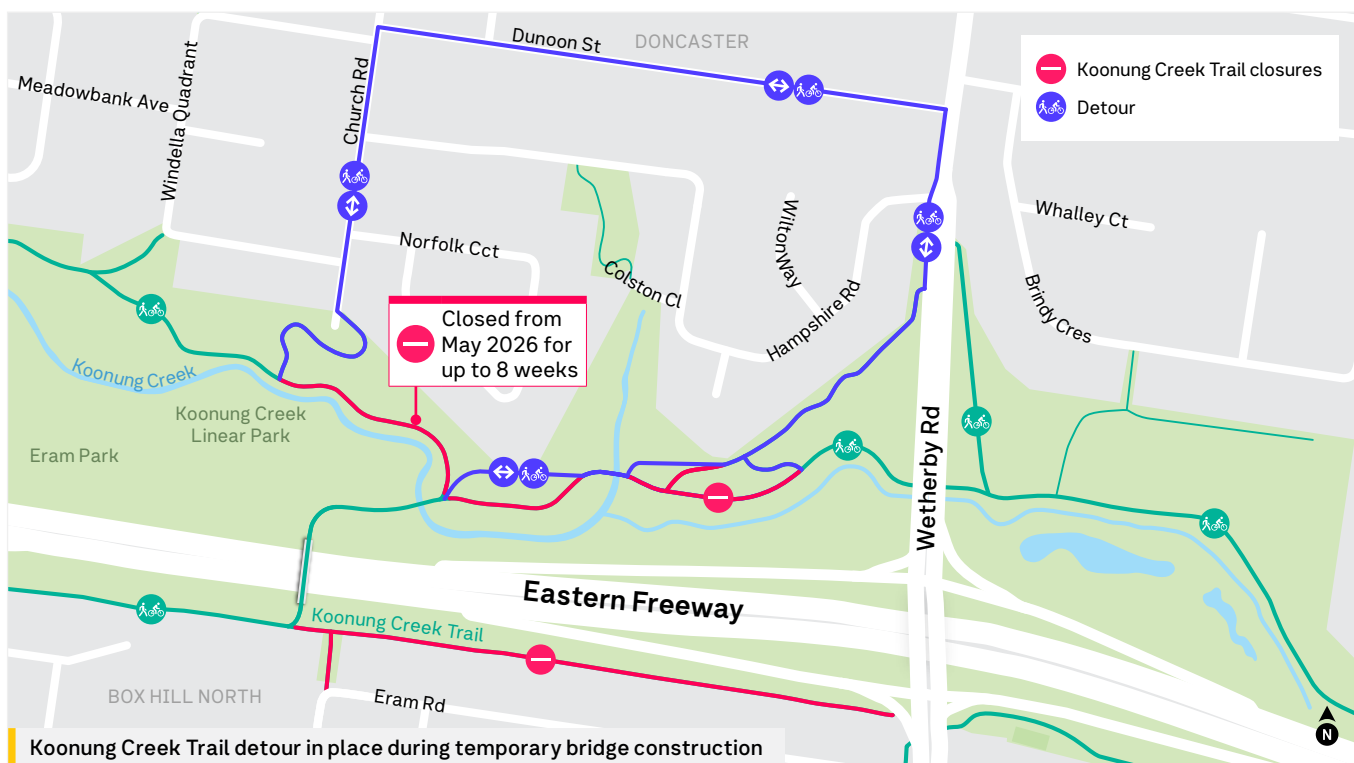 Dunoon St
DONCASTER
Meadowbank Ave
Windella Quadrant
Church Rd
Koonung Creek Trail closures
Detour
Norfolk Cct
Colston Cl
Wilton Way
Hampshire Rd
Whalley Ct
Brindy Cres
Closed from
May 2026 for
up to 8 weeks
Koonung Creek
Koonung Creek
Linear Park
Eram Park
Wetherby Rd
Eastern Freeway
Koonung Creek Trail
BOX HILL NORTH
Eram Rd
N
Koonung Creek Trail detour in place during temporary bridge construction